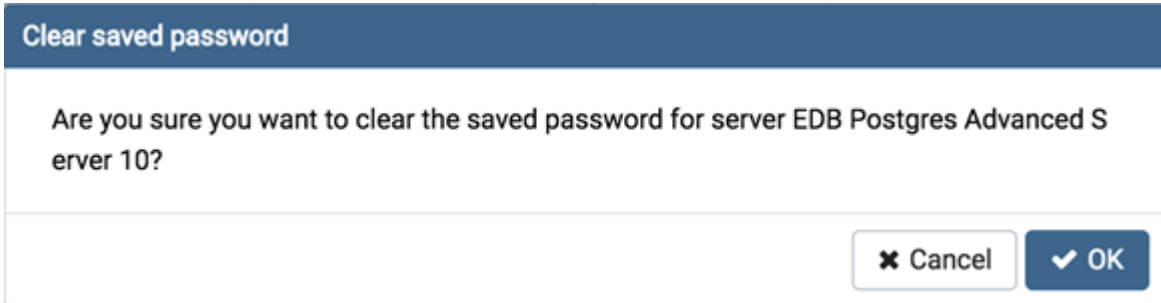 Clear saved password
Are you sure you want to clear the saved password for server EDB Postgres Advanced S
erver 10?
Cancel
OK